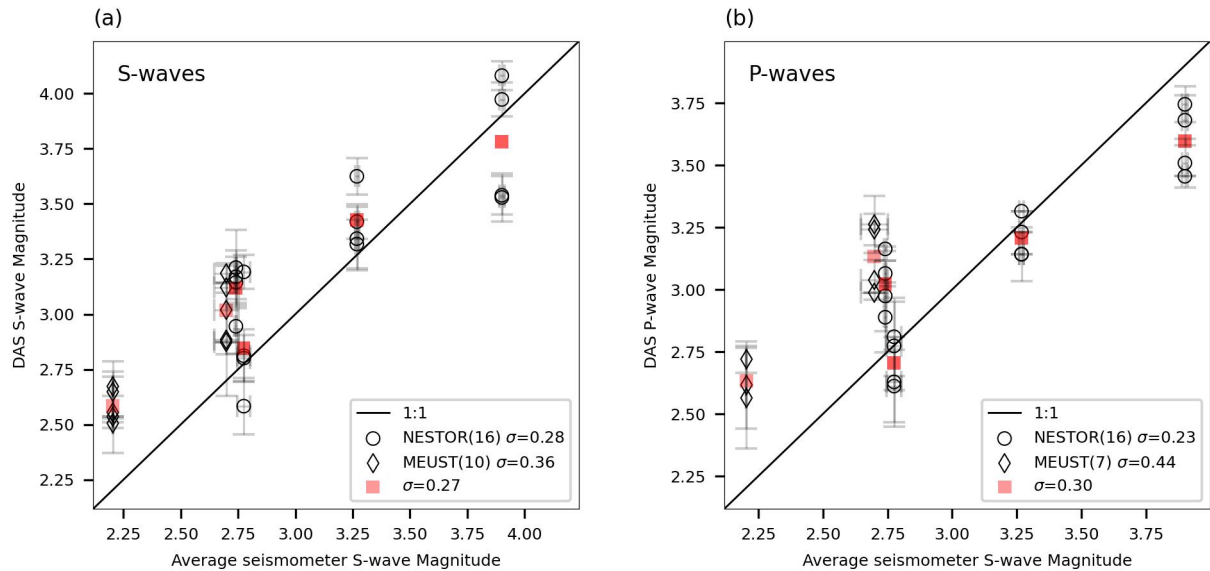 (a)
S-waves
4.00
3.75
3.50
3.25
3.00
2.75
2.50
2.25
DAS S-wave Magnitude
1:1
NESTOR(16) σ=0.28
MEUST(10) σ=0.36
σ=0.27
2.25 2.50 2.75 3.00 3.25 3.50 3.75 4.00
Average seismometer S-wave Magnitude
(b)
P-waves
3.75
3.50
3.25
3.00
2.75
2.50
2.25
DAS P-wave Magnitude
1:1
NESTOR(16) σ=0.23
MEUST(7) σ=0.44
σ=0.30
2.25 2.50 2.75 3.00 3.25 3.50 3.75
Average seismometer S-wave Magnitude